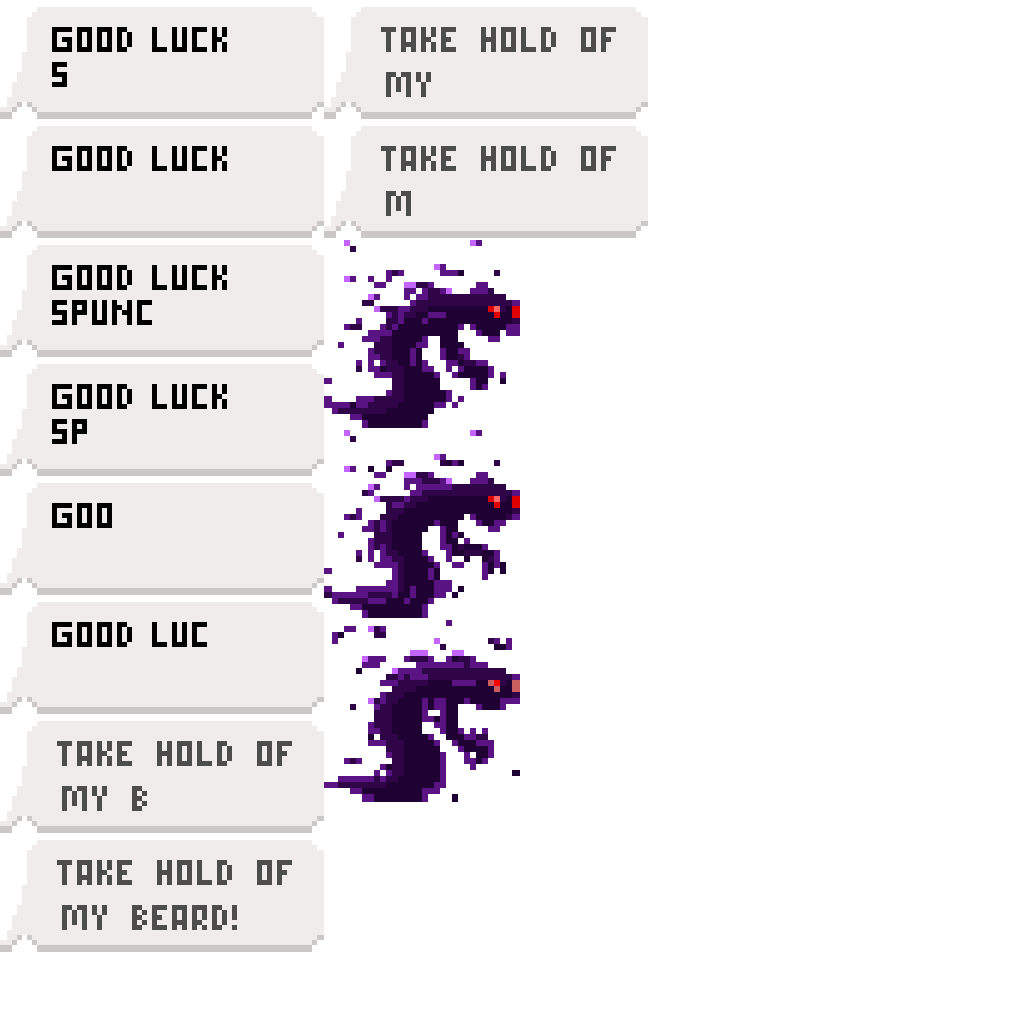 GOOD LUCK
S
TAKE HOLD OF
MY
GOOD LUCK
TAKE HOLD OF
M
GOOD LUCK
SPUNC
GOOD LUCK
SP
GOO
GOOD LUC
TAKE HOLD OF
MY B
TAKE HOLD OF
MY BEARD!